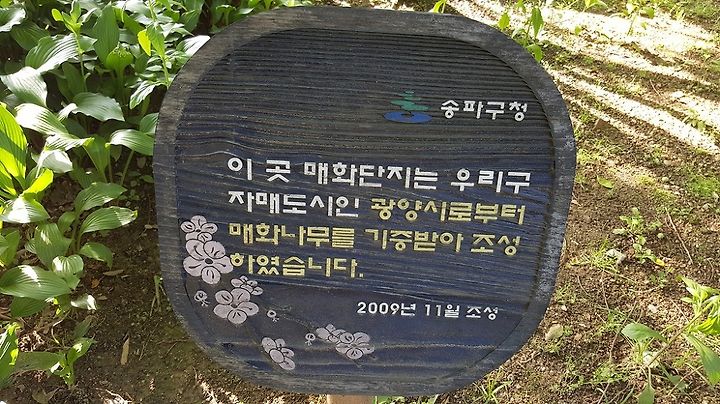 송파구청
이 곳 매화단지는 우리구
자매도시인 광양시로부터
매화나무를 기증받아 조성
하였습니다.
2009년 11월 조성